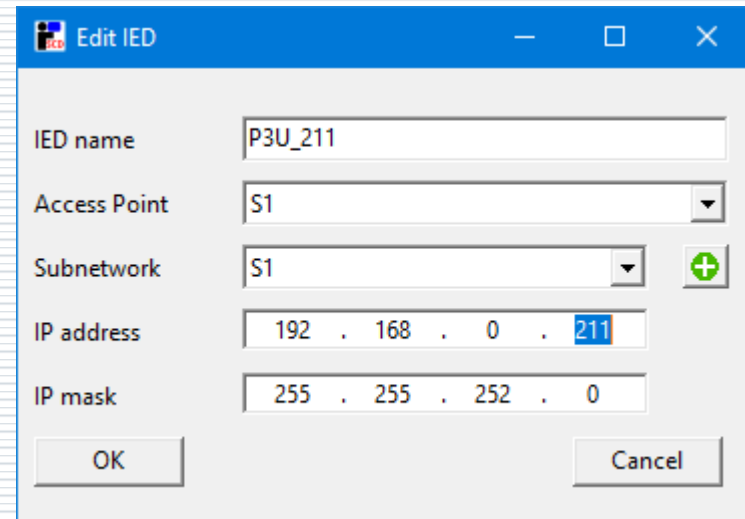 SCD Edit IED
IED name P3U_211
Access Point S1
Subnetwork S1
IP address 192 . 168 . 0 . 211
IP mask 255 . 255 . 252 . 0
OK Cancel